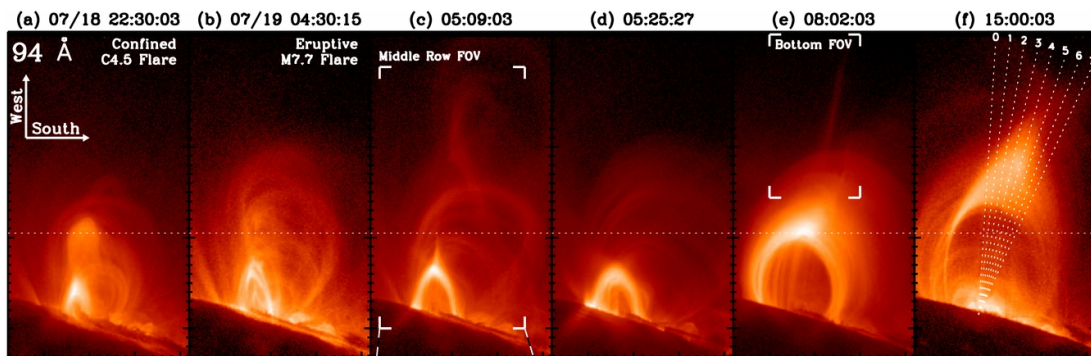 (a) 07/18 22:30:03
(b) 07/19 04:30:15
(c) 05:09:03
(d) 05:25:27
(e) 08:02:03
(f) 15:00:03
94 Å
Confined
C4.5 Flare
West
South
Eruptive
M7.7 Flare
Middle Row FOV
Bottom FOV
0 1 2 3 4 5 6